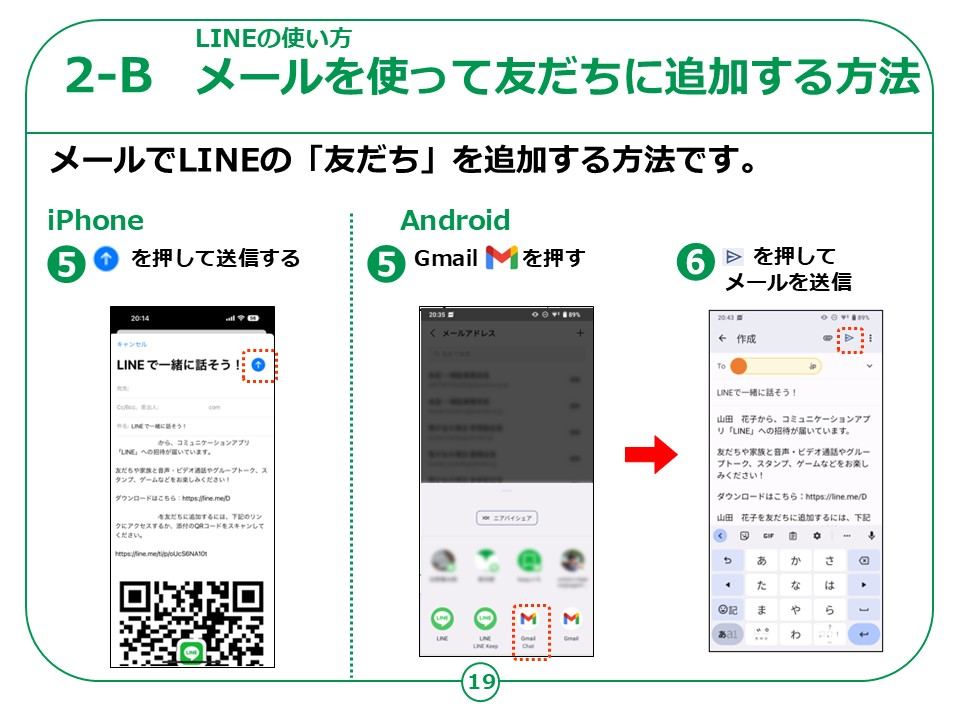 LINEの使い方
2-B メールを使って友だちに追加する方法
メールでLINEの「友だち」を追加する方法です。
iPhone
❺ を押して送信する
20:14
キャンセル
LINEで一緒に話そう！
宛先:
Cc/Bcc、差出人: com
件名: LINEで一緒に話そう！
から、コミュニケーションアプリ
「LINE」への招待が届いています。
友だちや家族と音声・ビデオ通話やグループトーク、ス
タンプ、ゲームなどをお楽しみください！
ダウンロードはこちら：https://line.me/D
を友だちに追加するには、下記のリン
クにアクセスするか、添付のQRコードをスキャンして
ください。
https://line.me/ti/p/oUcS6NA10t
LINE
Android
❺ Gmail を押す
20:35
89%
メールアドレス
ニアバイシェア
LINE
LINE
LINE Keep
Gmail
Chat
Gmail
❻ を押して
メールを送信
20:43
89%
作成
To .jp
LINEで一緒に話そう！
山田 花子から、コミュニケーションアプ
リ「LINE」への招待が届いています。
友だちや家族と音声・ビデオ通話やグルー
プトーク、スタンプ、ゲームなどをお楽し
みください！
ダウンロードはこちら：https://line.me/D
山田 花子を友だちに追加するには、下記
GIF
あ か さ
た な は
記 ま や ら
あa1 わ
19